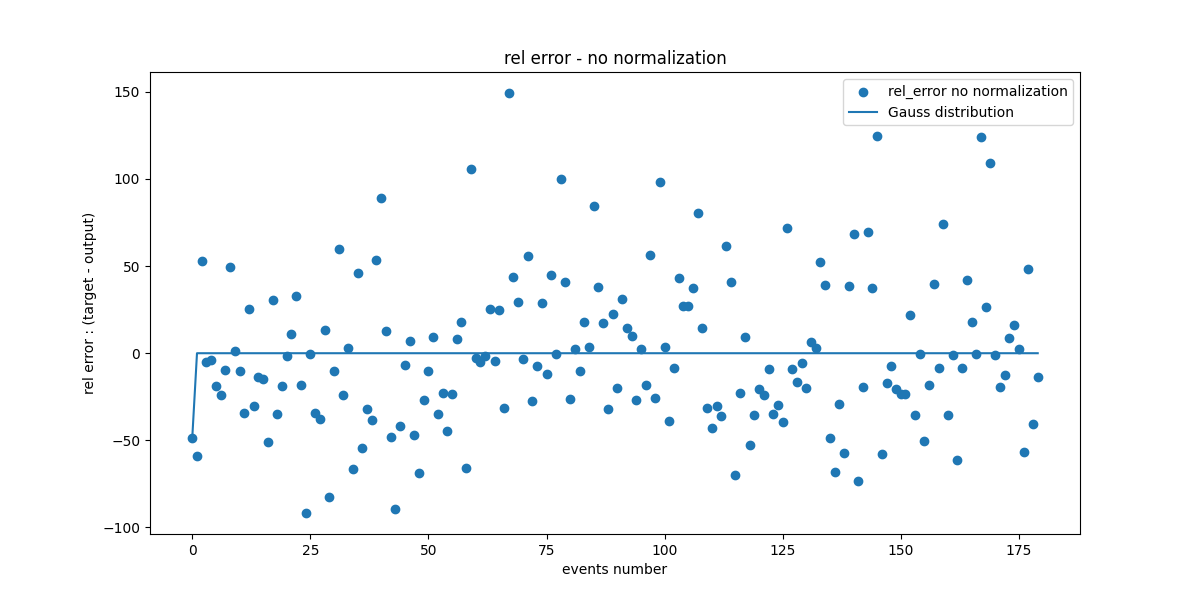 rel error - no normalization
rel_error no normalization
Gauss distribution
150
100
50
0
−50
−100
rel error : (target - output)
0 25 50 75 100 125 150 175
events number